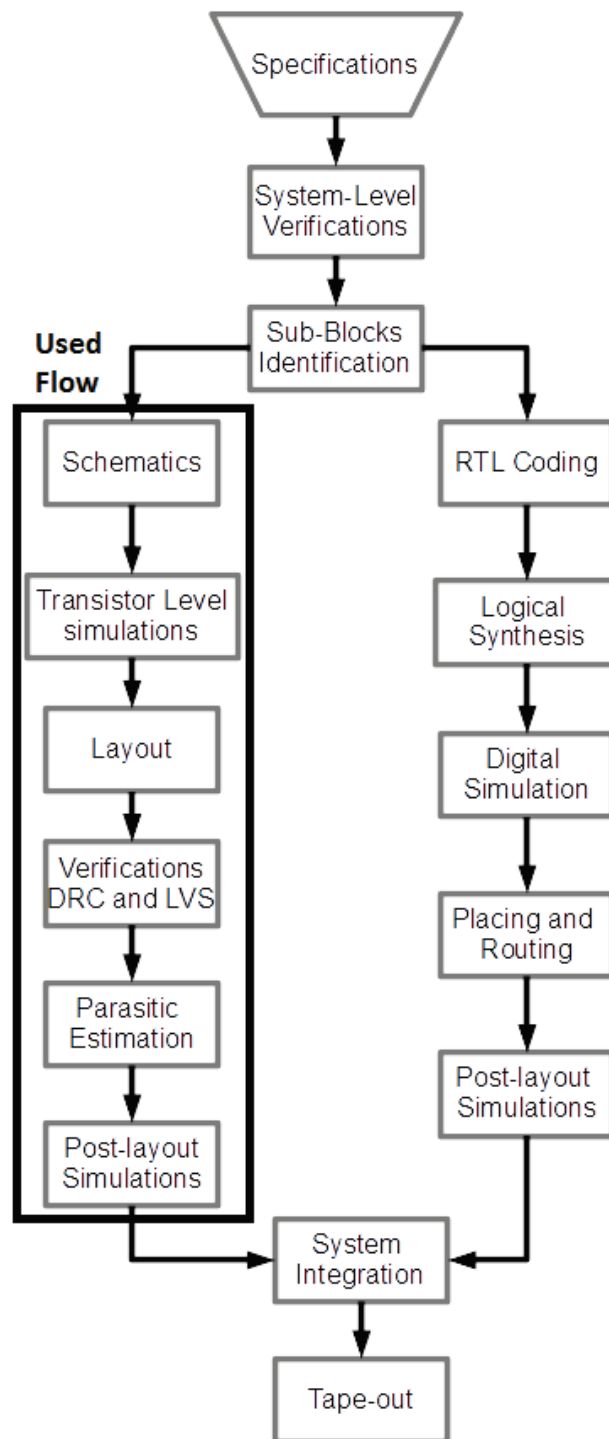 Specifications
System-Level
Verifications
Sub-Blocks
Identification
Used
Flow
Schematics
Transistor Level
simulations
Layout
Verifications
DRC and LVS
Parasitic
Estimation
Post-layout
Simulations
RTL Coding
Logical
Synthesis
Digital
Simulation
Placing and
Routing
Post-layout
Simulations
System
Integration
Tape-out